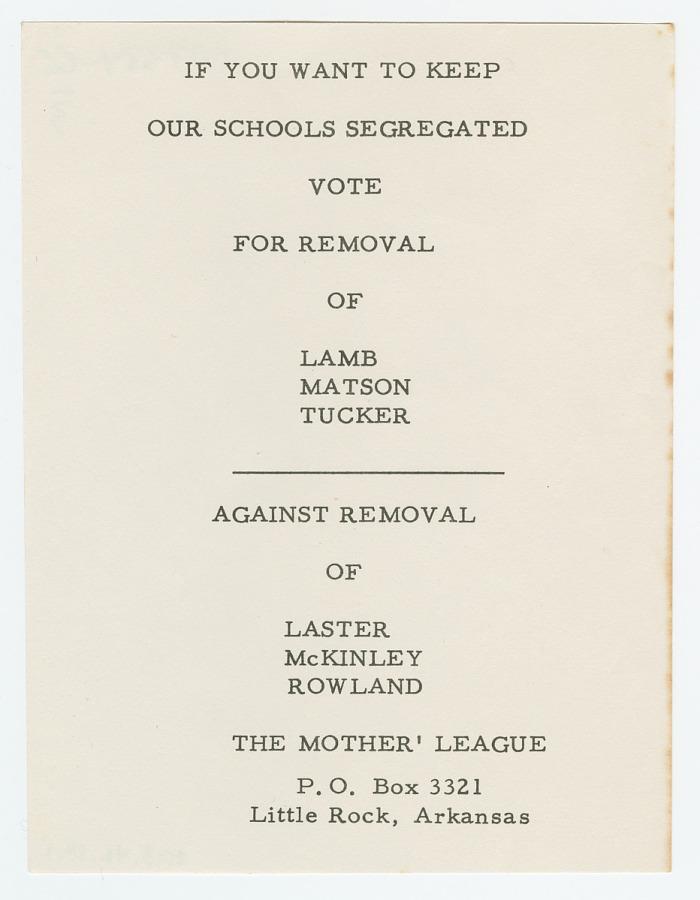 IF YOU WANT TO KEEP
OUR SCHOOLS SEGREGATED
VOTE
FOR REMOVAL
OF
LAMB
MATSON
TUCKER
AGAINST REMOVAL
OF
LASTER
McKINLEY
ROWLAND
THE MOTHER' LEAGUE
P. O. Box 3321
Little Rock, Arkansas